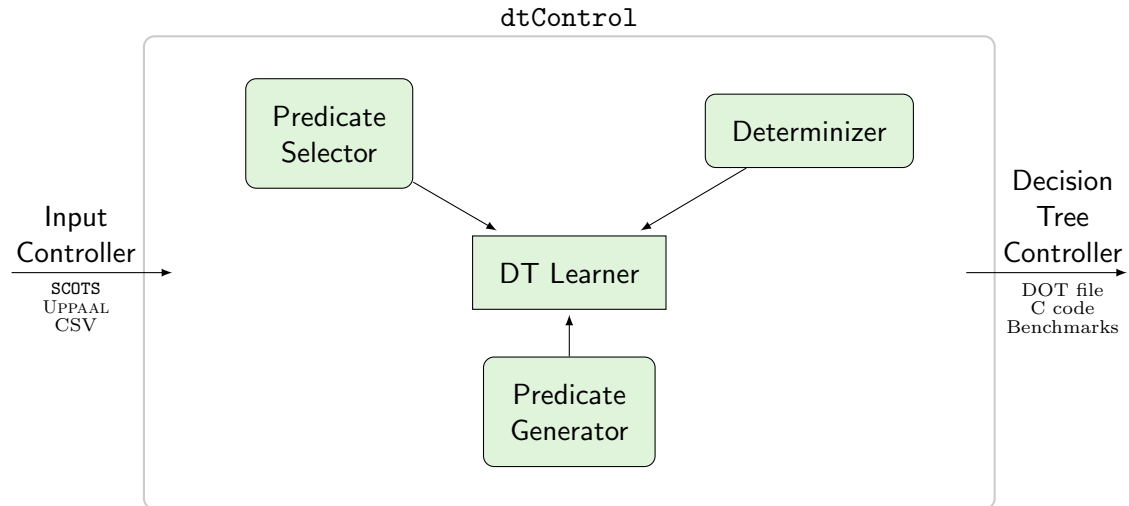 dtControl
Predicate
Selector
Determinizer
Input
Controller
SCOTS
UPPAAL
CSV
DT Learner
Decision
Tree
Controller
DOT file
C code
Benchmarks
Predicate
Generator